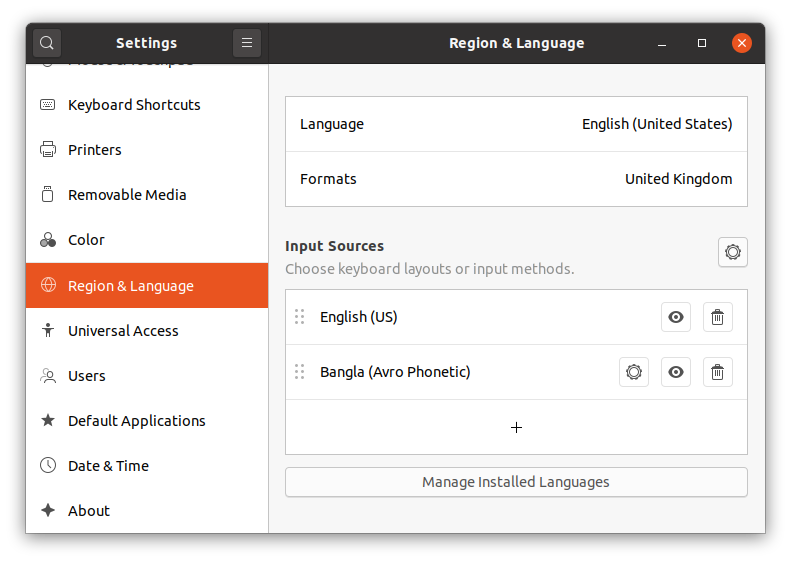 Settings
Region & Language
Keyboard Shortcuts
Printers
Removable Media
Color
Region & Language
Universal Access
Users
Default Applications
Date & Time
About
Language English (United States)
Formats United Kingdom
Input Sources
Choose keyboard layouts or input methods.
English (US)
Bangla (Avro Phonetic)
Manage Installed Languages